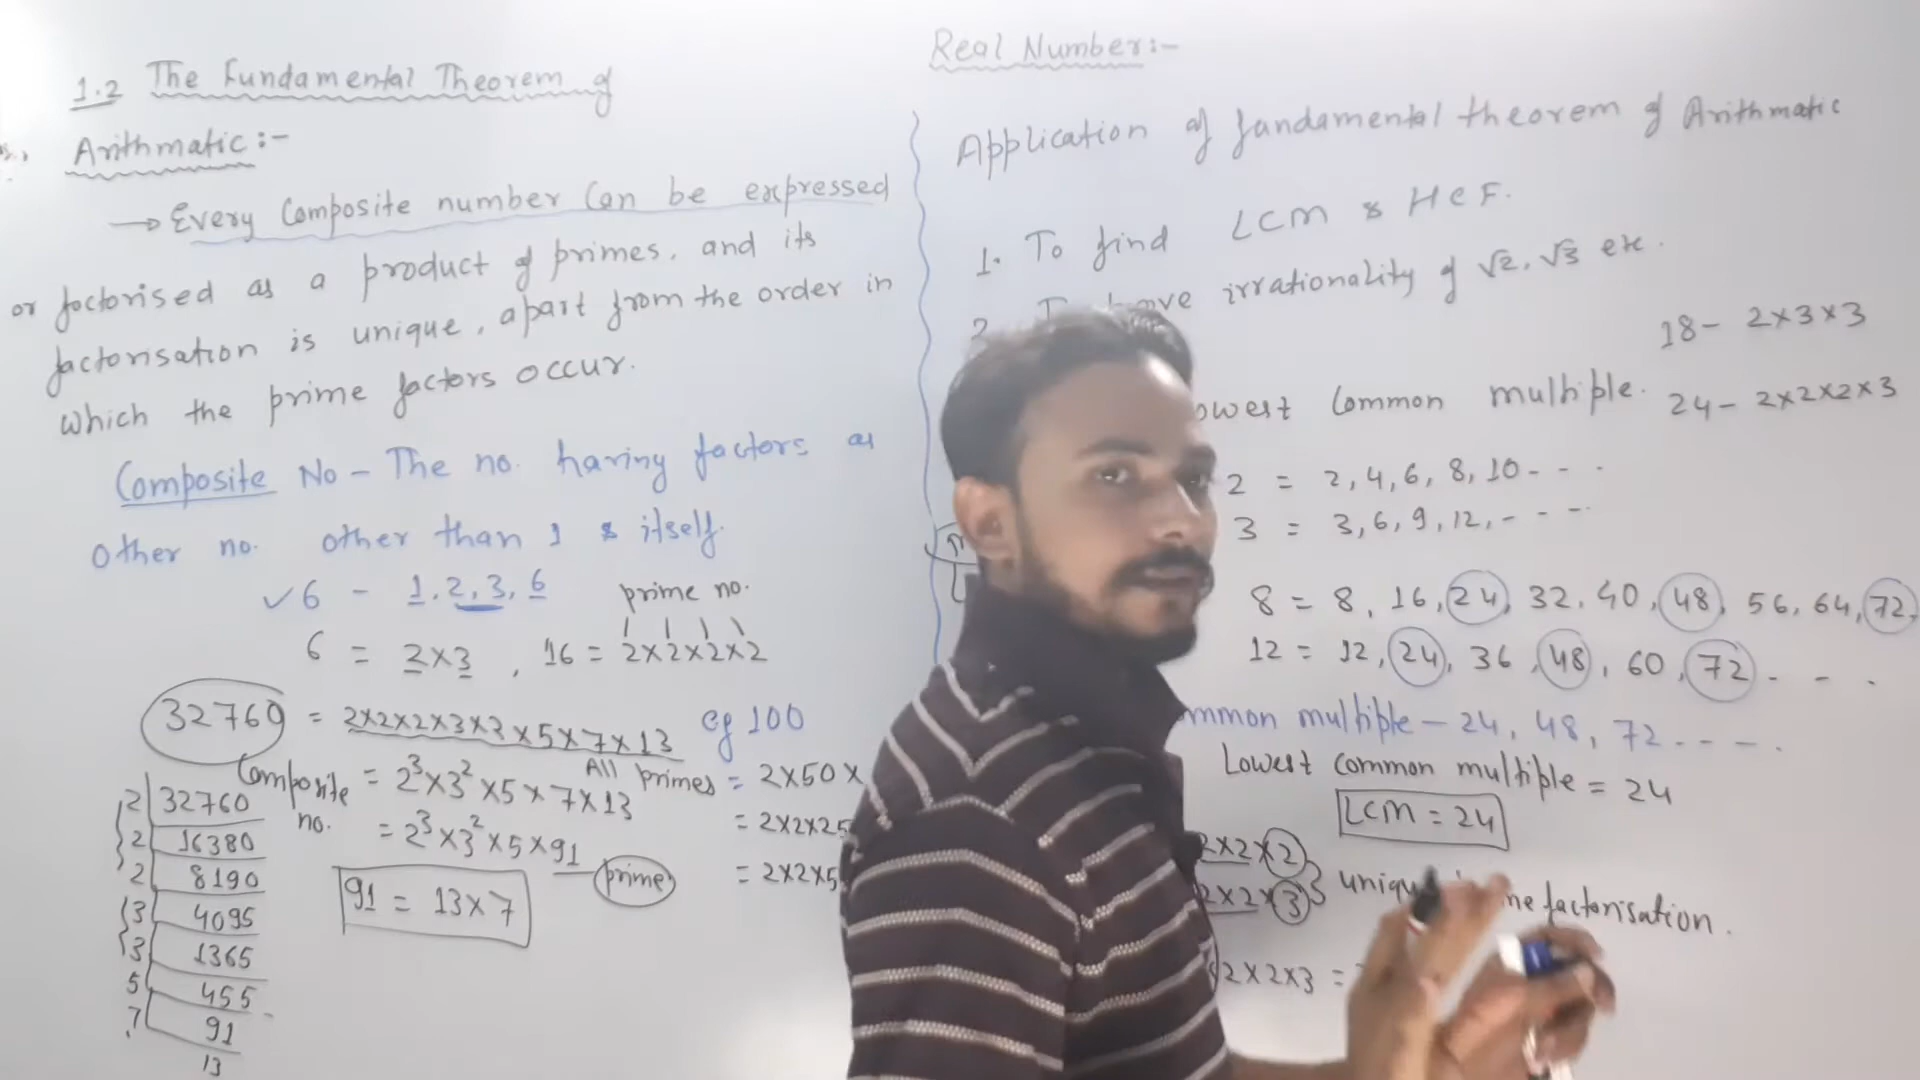 1.2 The Fundamental Theorem of
Arithmatic:-
→ Every Composite number Can be expressed
or factorised as a product of primes, and its
factorisation is unique, apart from the order in
which the prime factors occur.
Composite No - The no. having factors as
other no. other than 1 & itself.
✓6 - 1, 2, 3, 6
prime no.
6 = 2×3, 16 = 2×2×2×2
32760 = 2×2×2×3×3×5×7×13
Composite no.
All primes
= 2³×3²×5×7×13
= 2³×3²×5×91
prime
91 = 13×7
2 32760
2 16380
2 8190
3 4095
3 1365
5 455
7 91
13
eg 100
= 2×50 ×
= 2×2×25
= 2×2×5
Real Number:-
Application of fundamental theorem of Arithmatic
1. To find LCM & HCF.
2. irrationality of √2, √3 etc.
18 - 2×3×3
24 - 2×2×2×3
common multiple.
2 = 2, 4, 6, 8, 10 - - .
3 = 3, 6, 9, 12, - - -
8 = 8, 16, 24, 32, 40, 48, 56, 64, 72,
12 = 12, 24, 36, 48, 60, 72 - - .
multiple - 24, 48, 72 - - - .
Lowest common multiple = 24
LCM = 24
2×2×2
2×2×3
factorisation.
2×2×3 =